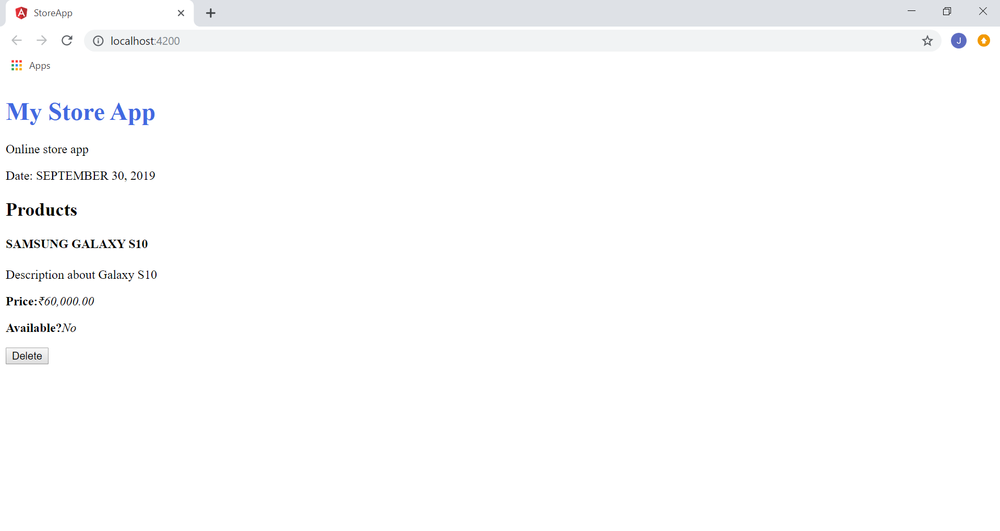 StoreApp
localhost:4200
J
Apps
My Store App
Online store app
Date: SEPTEMBER 30, 2019
Products
SAMSUNG GALAXY S10
Description about Galaxy S10
Price:₹60,000.00
Available?No
Delete